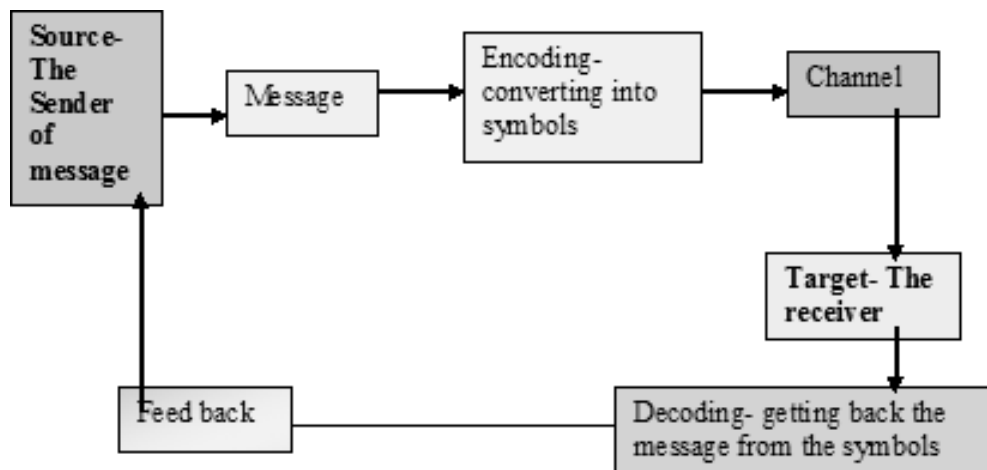 Source-
The
Sender
of
message
Message
Encoding-
converting into
symbols
Channel
Target- The
receiver
Decoding- getting back the
message from the symbols
Feed back